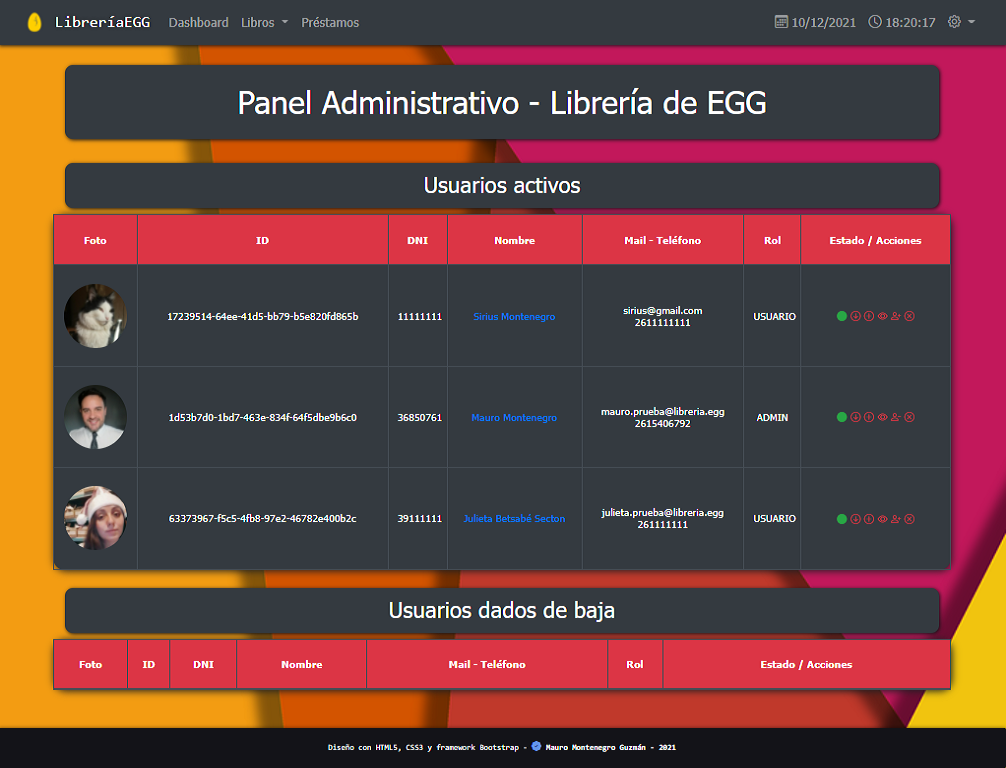 LibreríaEGG Dashboard Libros Préstamos 10/12/2021 18:20:17
Panel Administrativo - Librería de EGG
Usuarios activos
Foto ID DNI Nombre Mail - Teléfono Rol Estado / Acciones
17239514-64ee-41d5-bb79-b5e820fd865b 11111111 Sirius Montenegro sirius@gmail.com USUARIO
2611111111
1d53b7d0-1bd7-463e-834f-64f5dbe9b6c0 36850761 Mauro Montenegro mauro.prueba@libreria.egg ADMIN
2615406792
63373967-f5c5-4fb8-97e2-46782e400b2c 39111111 Julieta Betsabé Secton julieta.prueba@libreria.egg USUARIO
261111111
Usuarios dados de baja
Foto ID DNI Nombre Mail - Teléfono Rol Estado / Acciones
Diseño con HTML5, CSS3 y framework Bootstrap - Mauro Montenegro Guzmán - 2021